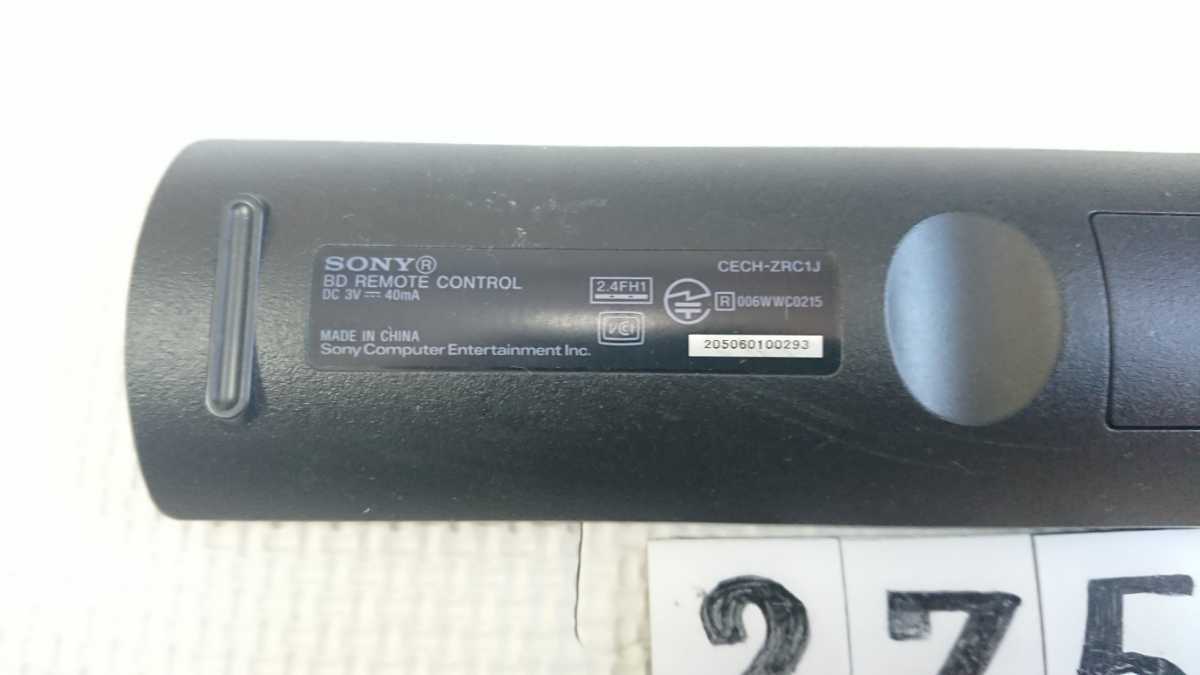 SONY®
CECH-ZRC1J
BD REMOTE CONTROL
DC 3V ⎓ 40mA
2.4FH1
R 006WWC0215
VCI
MADE IN CHINA
Sony Computer Entertainment Inc.
205060100293
275